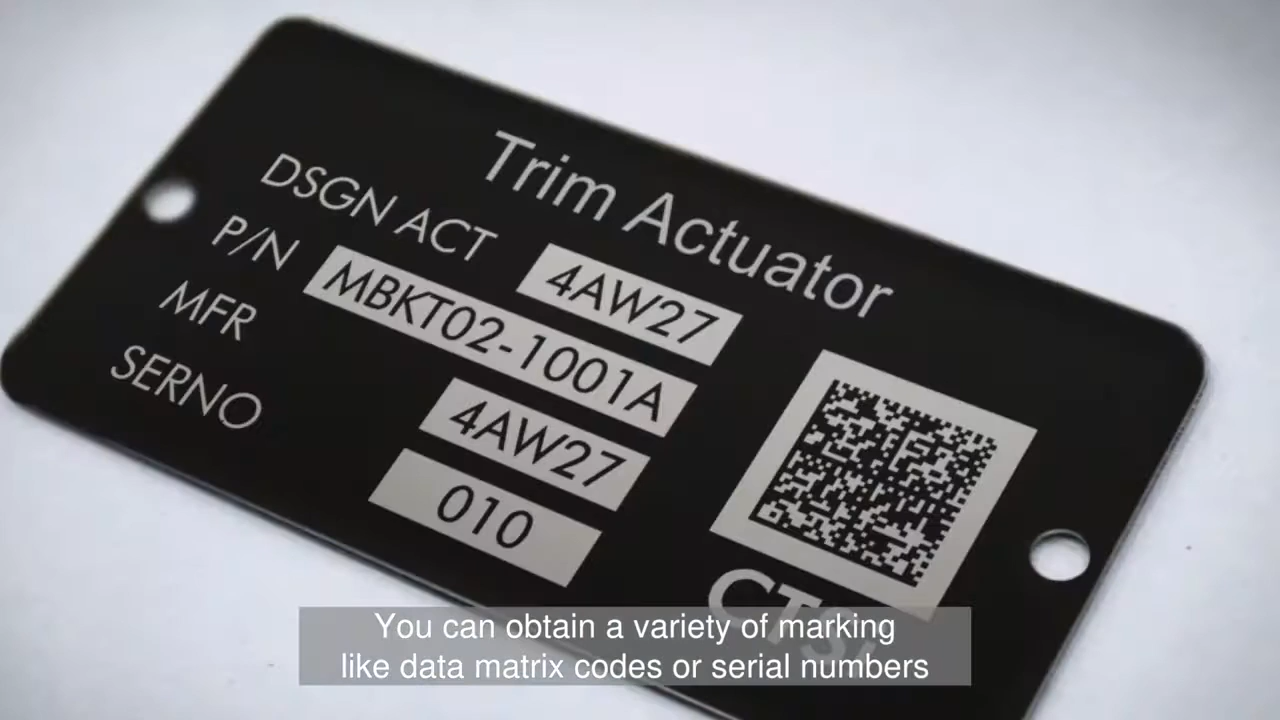 Trim Actuator
DSGN ACT 4AW27
P/N MBKT02-1001A
MFR 4AW27
SERNO 010
CTSi
You can obtain a variety of marking
like data matrix codes or serial numbers